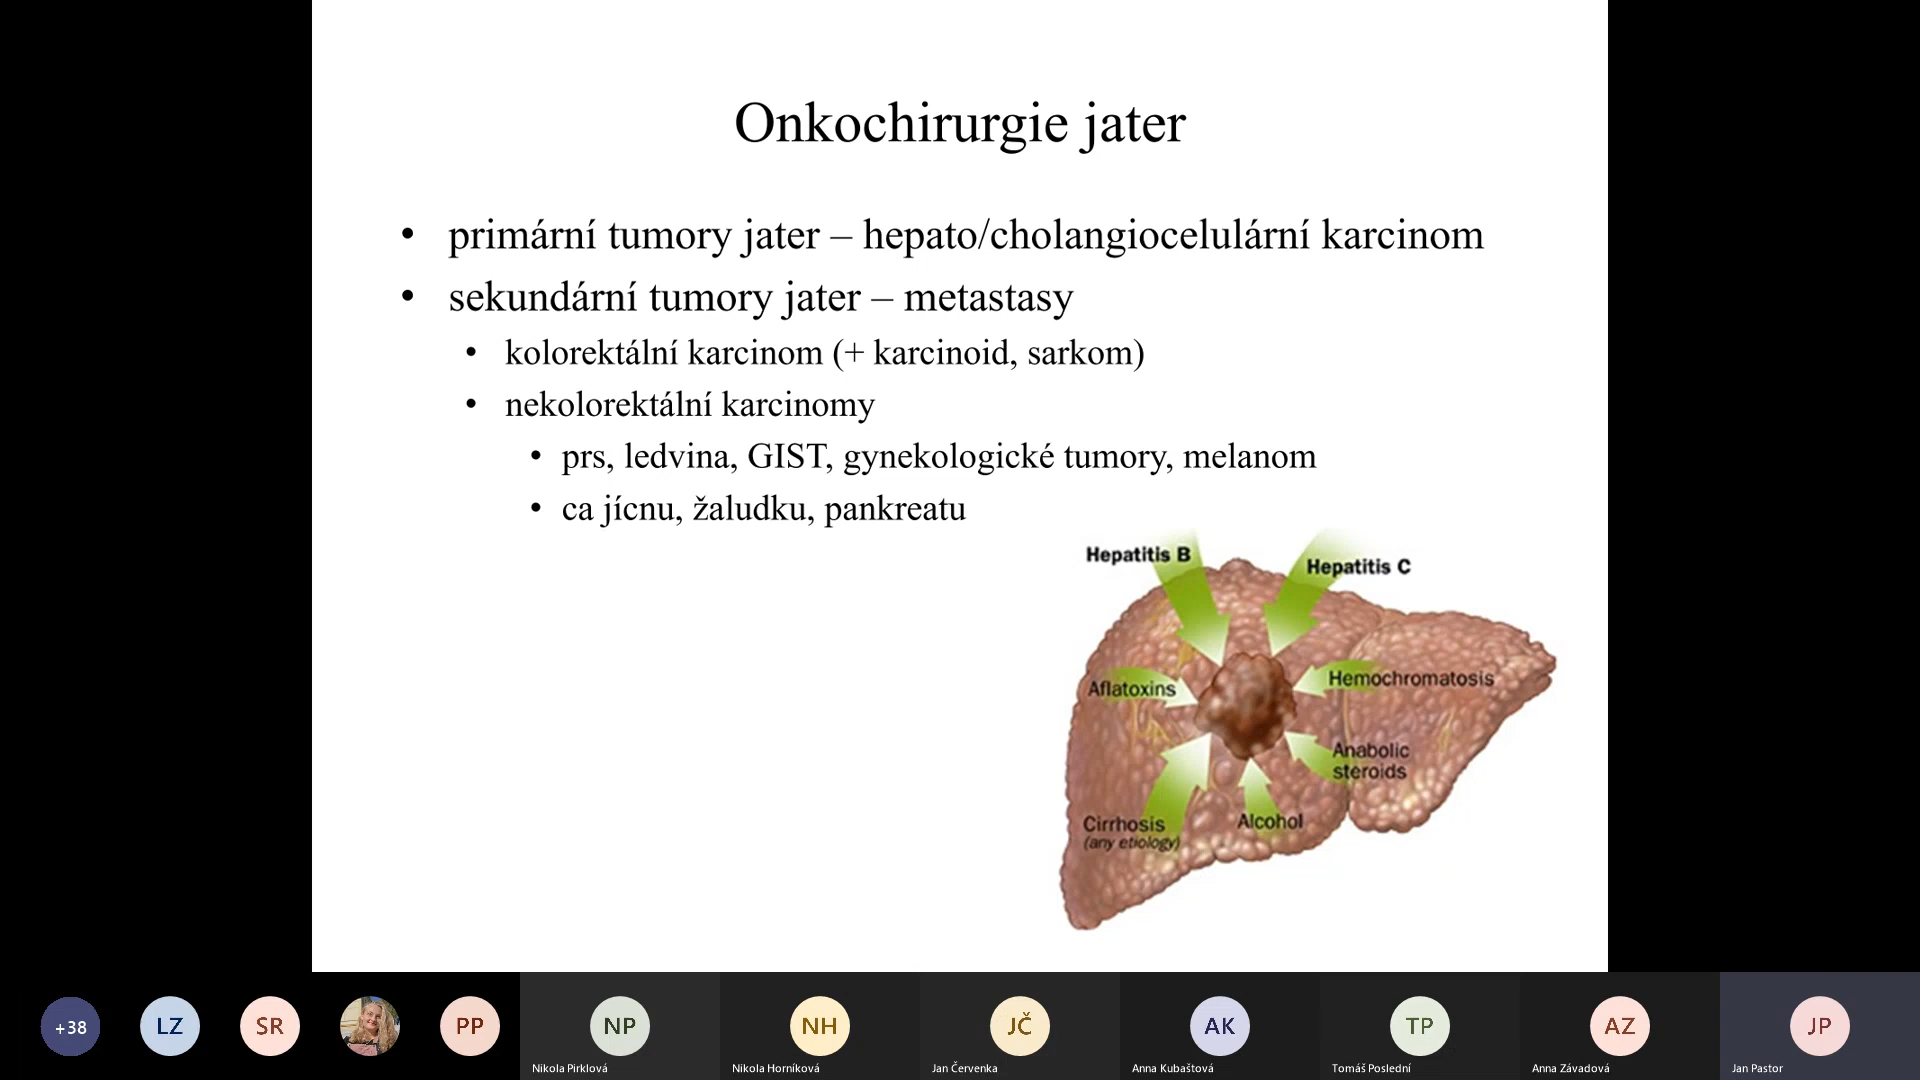 Onkochirurgie jater
• primární tumory jater – hepato/cholangiocelulární karcinom
• sekundární tumory jater – metastasy
• kolorektální karcinom (+ karcinoid, sarkom)
• nekolorektální karcinomy
• prs, ledvina, GIST, gynekologické tumory, melanom
• ca jícnu, žaludku, pankreatu
Hepatitis B
Hepatitis C
Aflatoxins
Hemochromatosis
Anabolic
steroids
Cirrhosis
(any etiology)
Alcohol
+38
LZ
SR
PP
NP
Nikola Pirklová
NH
Nikola Horníková
JČ
Jan Červenka
AK
Anna Kubaštová
TP
Tomáš Poslední
AZ
Anna Závadová
JP
Jan Pastor